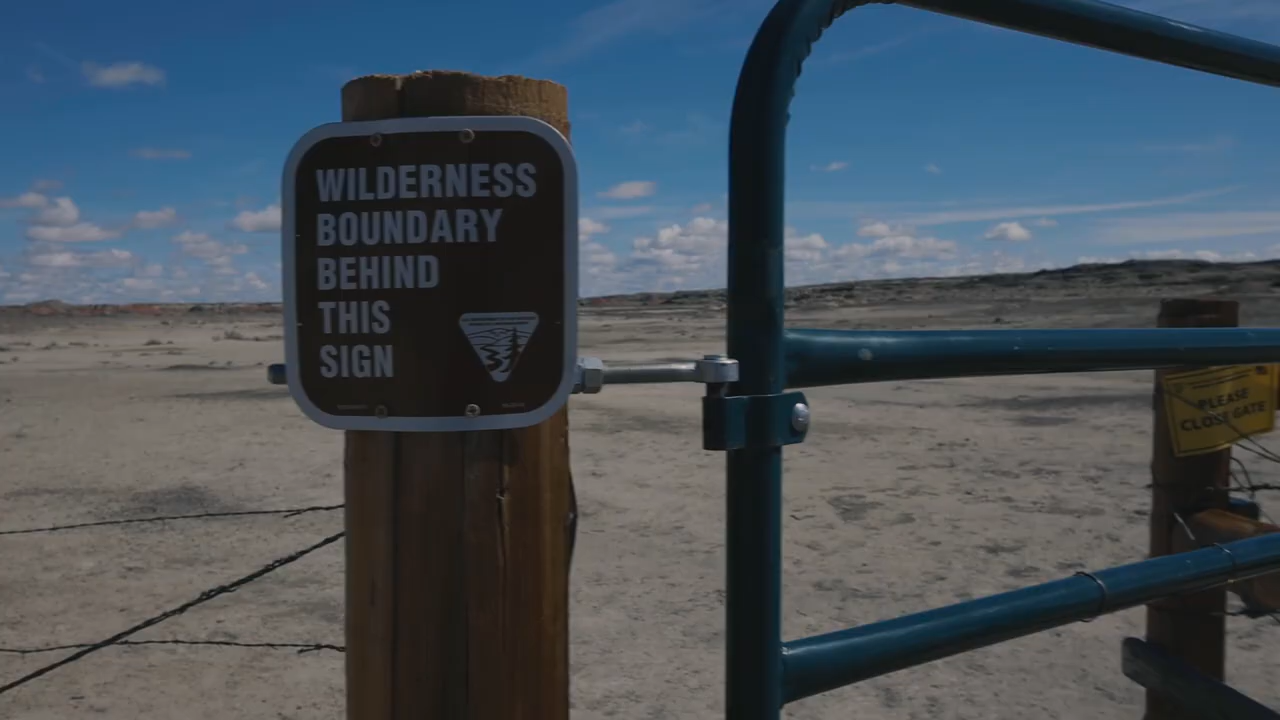 WILDERNESS
BOUNDARY
BEHIND
THIS
SIGN
PLEASE
CLOSE GATE